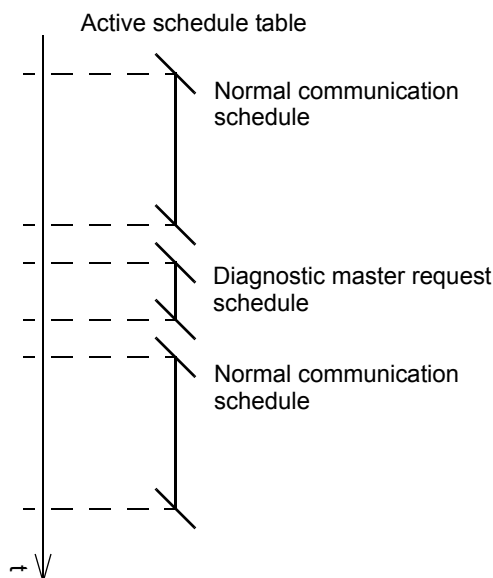 Active schedule table
Normal communication
schedule
Diagnostic master request
schedule
Normal communication
schedule
t